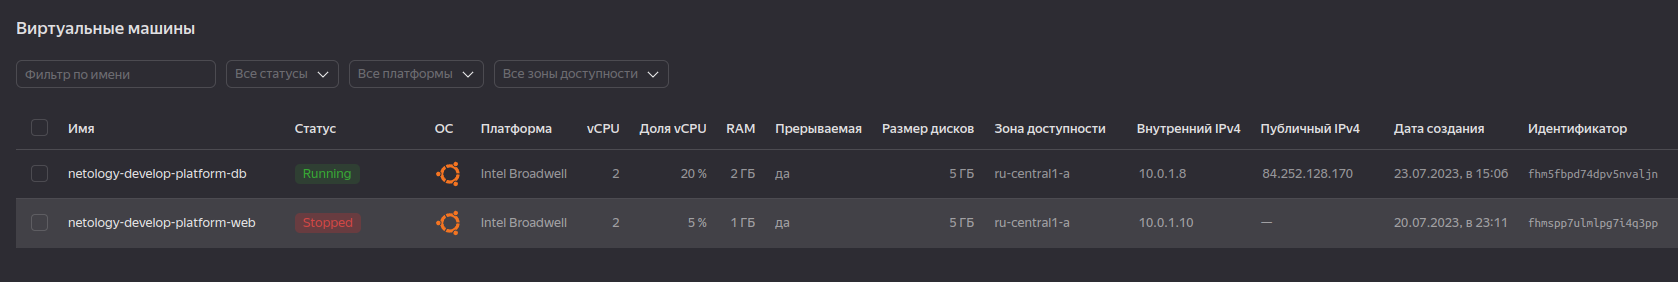 Виртуальные машины
Фильтр по имени Все статусы Все платформы Все зоны доступности
Имя Статус ОС Платформа vCPU Доля vCPU RAM Прерываемая Размер дисков Зона доступности Внутренний IPv4 Публичный IPv4 Дата создания Идентификатор
netology-develop-platform-db Running Intel Broadwell 2 20 % 2 ГБ да 5 ГБ ru-central1-a 10.0.1.8 84.252.128.170 23.07.2023, в 15:06 fhm5fbpd74dpv5nvaljn
netology-develop-platform-web Stopped Intel Broadwell 2 5 % 1 ГБ да 5 ГБ ru-central1-a 10.0.1.10 — 20.07.2023, в 23:11 fhmspp7ulmlpg7i4q3pp